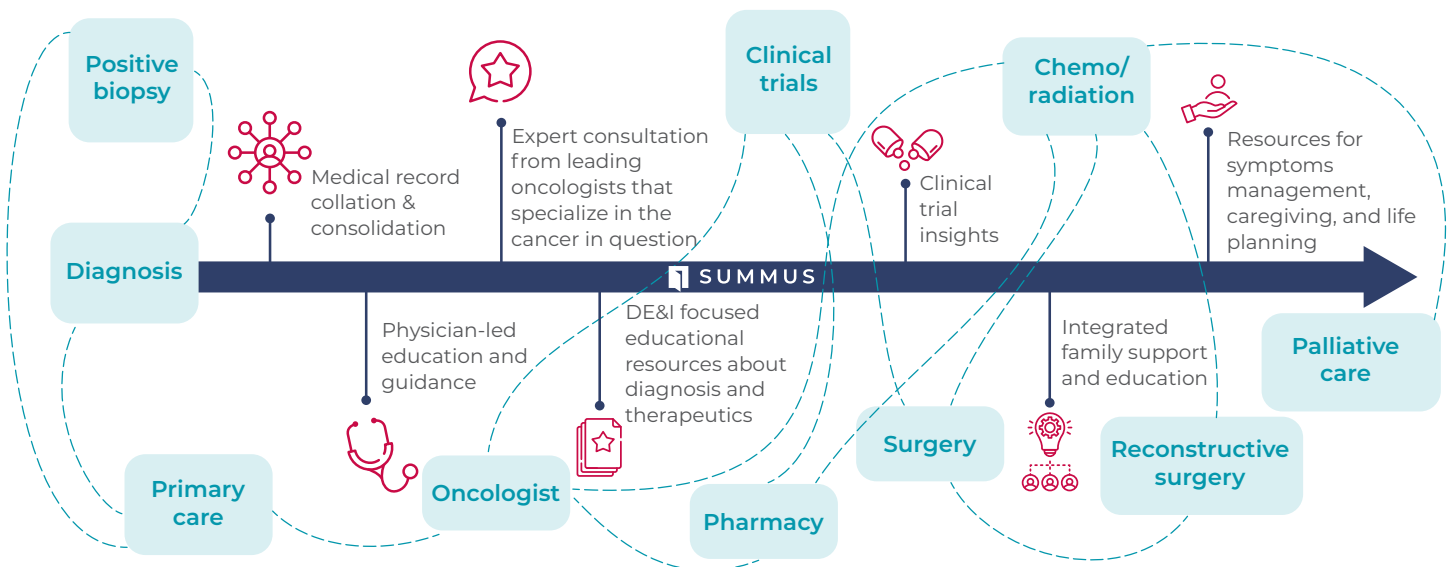 Positive
biopsy
Diagnosis
Primary
care
Medical record
collation &
consolidation
Physician-led
education and
guidance
Expert consultation
from leading
oncologists that
specialize in the
cancer in question
Oncologist
DE&I focused
educational
resources about
diagnosis and
therapeutics
SUMMUS
Clinical
trials
Pharmacy
Clinical
trial
insights
Surgery
Chemo/
radiation
Integrated
family support
and education
Reconstructive
surgery
Resources for
symptoms
management,
caregiving, and life
planning
Palliative
care